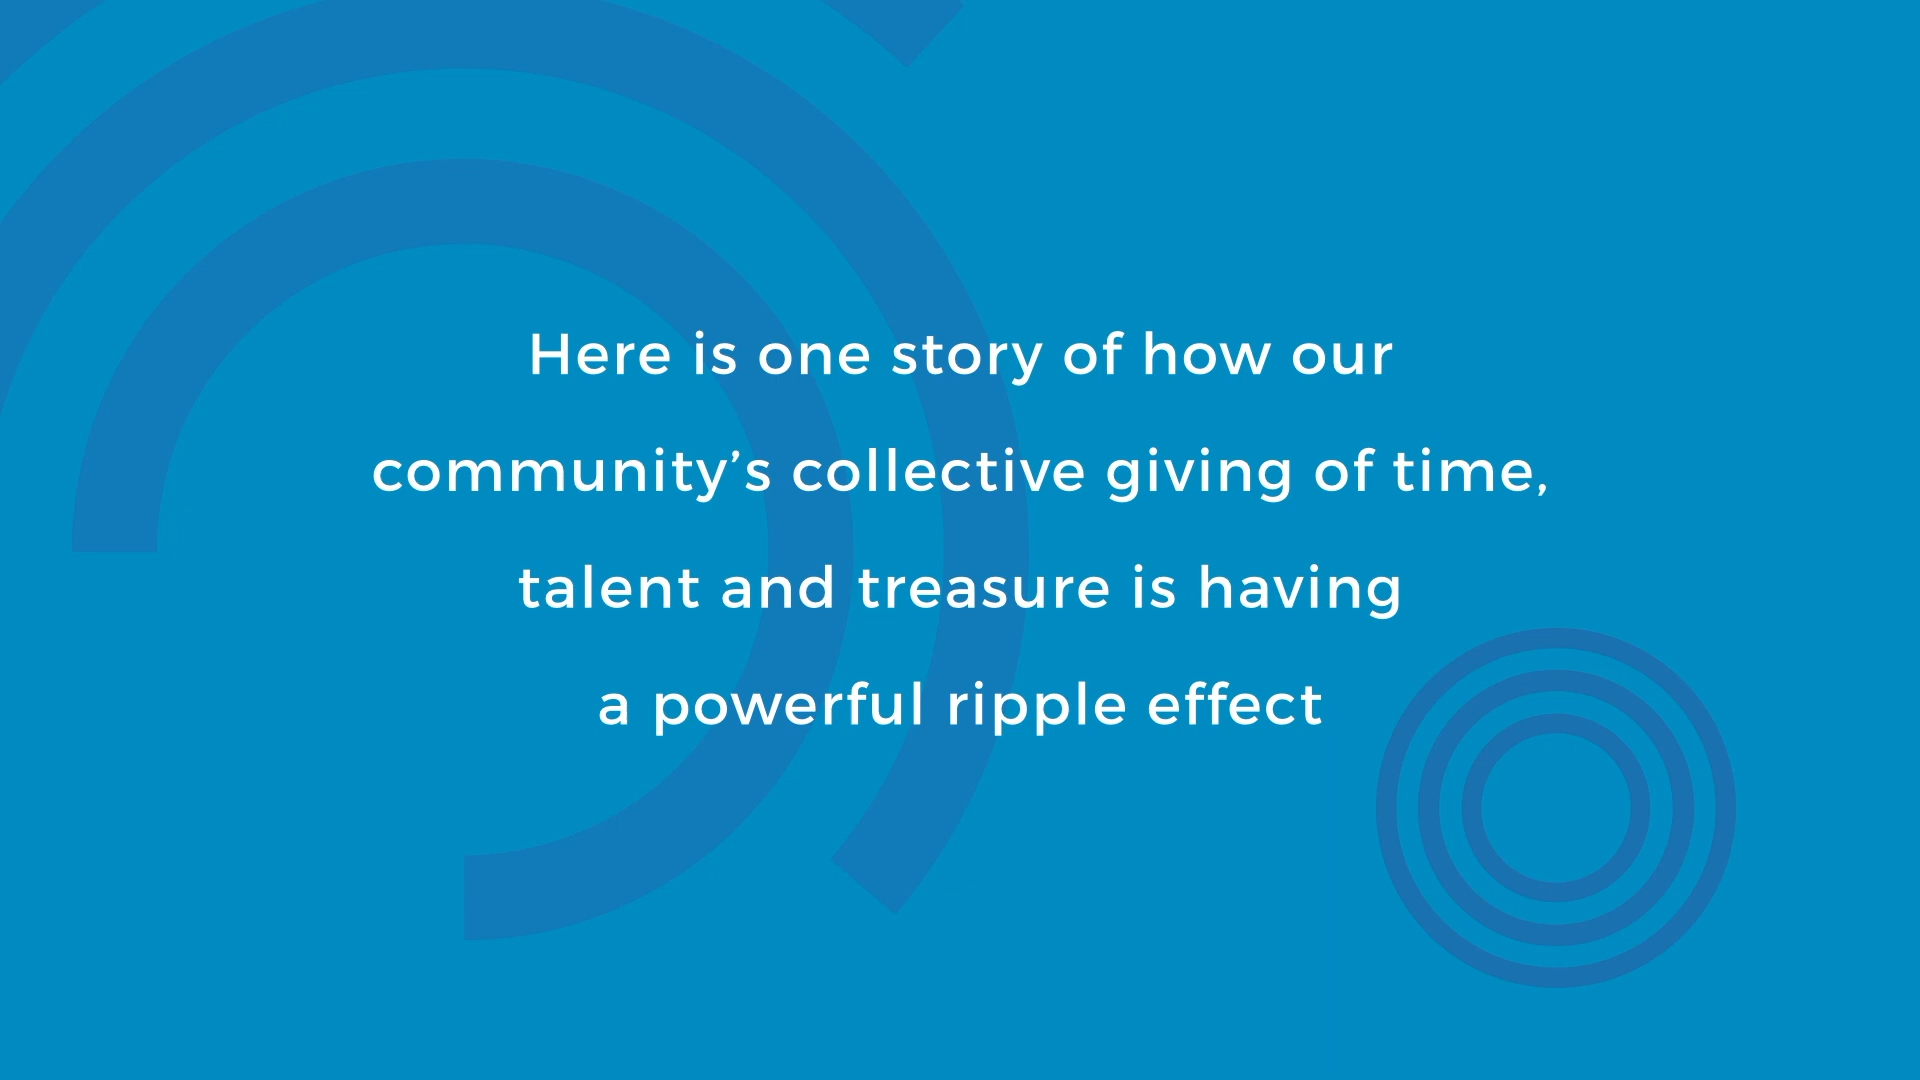 Here is one story of how our
community’s collective giving of time,
talent and treasure is having
a powerful ripple effect